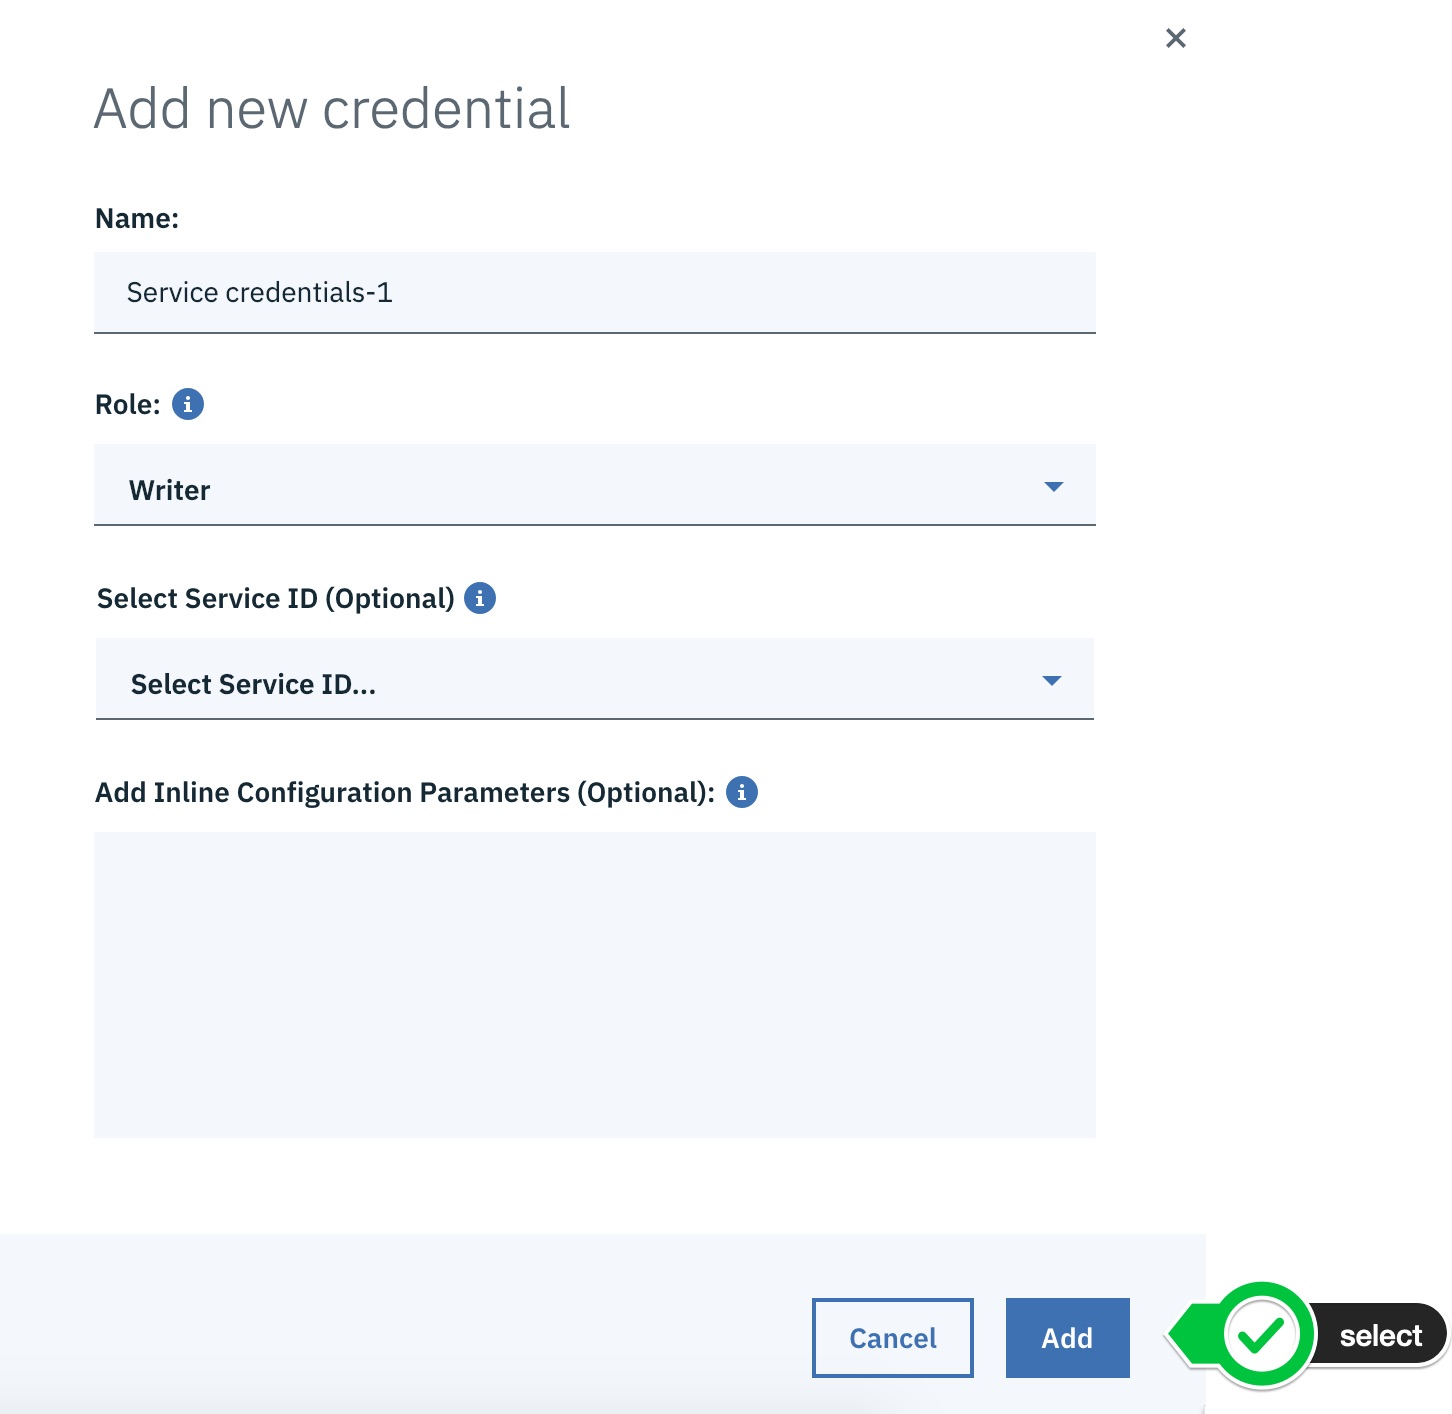 Add new credential
Name:
Service credentials-1
Role:
Writer
Select Service ID (Optional)
Select Service ID...
Add Inline Configuration Parameters (Optional):
Cancel
Add
select